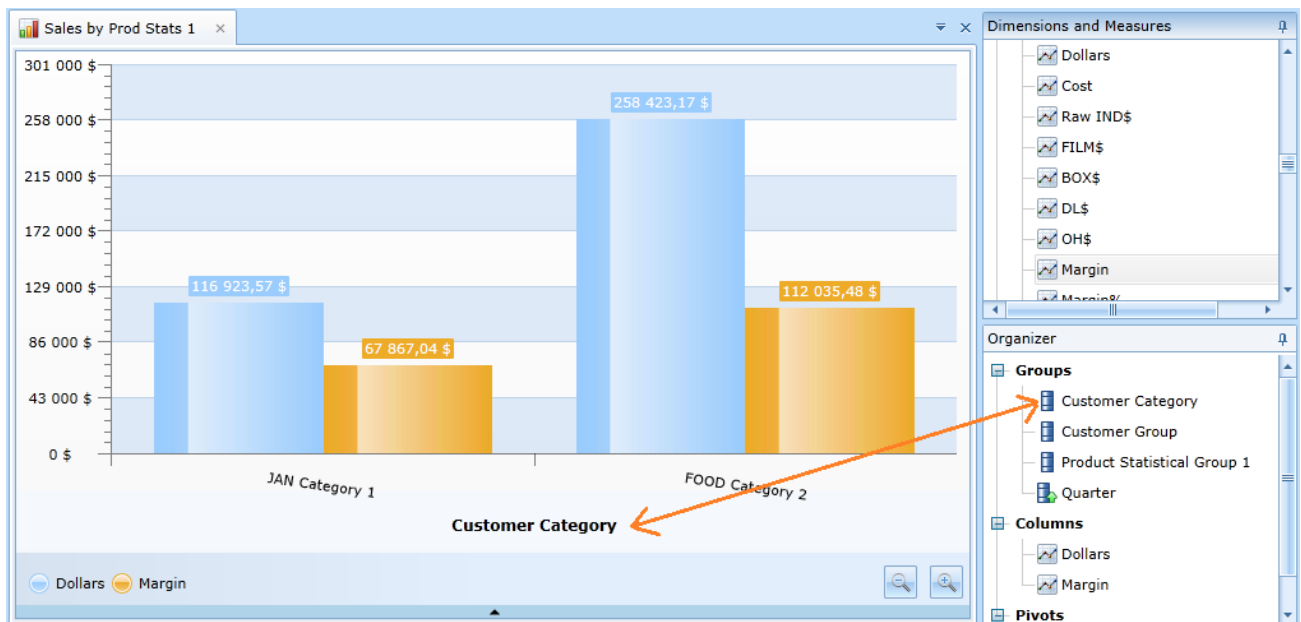 Sales by Prod Stats 1
301 000 $
258 000 $
215 000 $
172 000 $
129 000 $
86 000 $
43 000 $
0 $
258 423,17 $
116 923,57 $
112 035,48 $
67 867,04 $
JAN Category 1
FOOD Category 2
Customer Category
Dollars
Margin
Dimensions and Measures
Dollars
Cost
Raw IND$
FILM$
BOX$
DL$
OH$
Margin
Margin%
Organizer
Groups
Customer Category
Customer Group
Product Statistical Group 1
Quarter
Columns
Dollars
Margin
Pivots